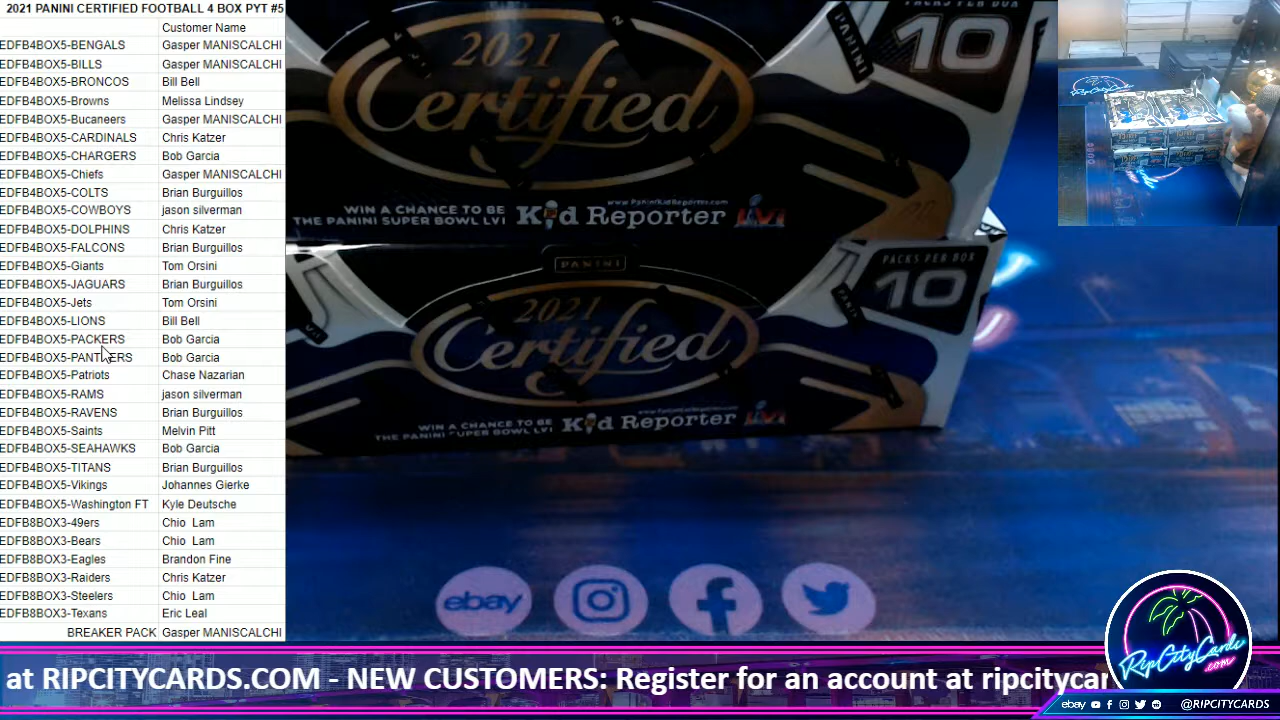 2021 PANINI CERTIFIED FOOTBALL 4 BOX PYT #5
Customer Name
EDFB4BOX5-BENGALS Gasper MANISCALCHI
EDFB4BOX5-BILLS Gasper MANISCALCHI
EDFB4BOX5-BRONCOS Bill Bell
EDFB4BOX5-Browns Melissa Lindsey
EDFB4BOX5-Bucaneers Gasper MANISCALCHI
EDFB4BOX5-CARDINALS Chris Katzer
EDFB4BOX5-CHARGERS Bob Garcia
EDFB4BOX5-Chiefs Gasper MANISCALCHI
EDFB4BOX5-COLTS Brian Burguillos
EDFB4BOX5-COWBOYS jason silverman
EDFB4BOX5-DOLPHINS Chris Katzer
EDFB4BOX5-FALCONS Brian Burguillos
EDFB4BOX5-Giants Tom Orsini
EDFB4BOX5-JAGUARS Brian Burguillos
EDFB4BOX5-Jets Tom Orsini
EDFB4BOX5-LIONS Bill Bell
EDFB4BOX5-PACKERS Bob Garcia
EDFB4BOX5-PANTHERS Bob Garcia
EDFB4BOX5-Patriots Chase Nazarian
EDFB4BOX5-RAMS jason silverman
EDFB4BOX5-RAVENS Brian Burguillos
EDFB4BOX5-Saints Melvin Pitt
EDFB4BOX5-SEAHAWKS Bob Garcia
EDFB4BOX5-TITANS Brian Burguillos
EDFB4BOX5-Vikings Johannes Gierke
EDFB4BOX5-Washington FT Kyle Deutsche
EDFB8BOX3-49ers Chio Lam
EDFB8BOX3-Bears Chio Lam
EDFB8BOX3-Eagles Brandon Fine
EDFB8BOX3-Raiders Chris Katzer
EDFB8BOX3-Steelers Chio Lam
EDFB8BOX3-Texans Eric Leal
BREAKER PACK Gasper MANISCALCHI
PANINI
PACKS PER BOX
10
2021
Certified
www.PaniniKidReporter.com
WIN A CHANCE TO BE
THE PANINI SUPER BOWL LVI
Kid Reporter LVI
PANINI
PACKS PER BOX
10
2021
Certified
PANINI
WIN A CHANCE TO BE
THE PANINI SUPER BOWL LVI
Kid Reporter LVI
ebay
at RIPCITYCARDS.COM - NEW CUSTOMERS: Register for an account at ripcitycar
RipCityCards
.com
ebay @RIPCITYCARDS